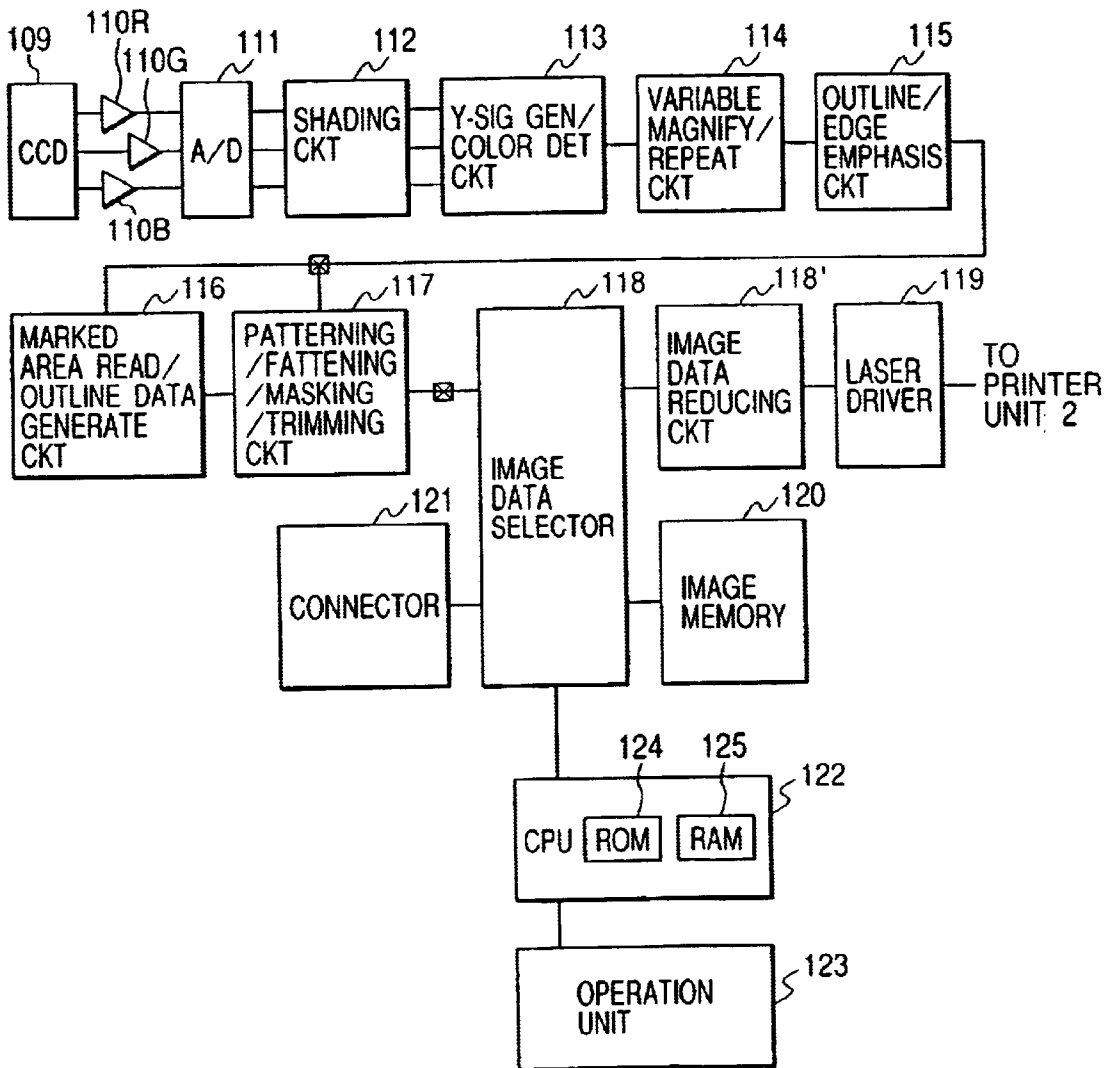 110R
109
110G
111
112
113
114
115
CCD
A/D
SHADING
CKT
Y-SIG GEN/
COLOR DET
CKT
VARIABLE
MAGNIFY/
REPEAT
CKT
OUTLINE/
EDGE
EMPHASIS
CKT
110B
116
117
118
118'
119
MARKED
AREA READ/
OUTLINE DATA
GENERATE
CKT
PATTERNING
/FATTENING
/MASKING
/TRIMMING
CKT
IMAGE
DATA
SELECTOR
IMAGE
DATA
REDUCING
CKT
LASER
DRIVER
TO
PRINTER
UNIT 2
121
120
CONNECTOR
IMAGE
MEMORY
124
125
122
CPU
ROM
RAM
123
OPERATION
UNIT